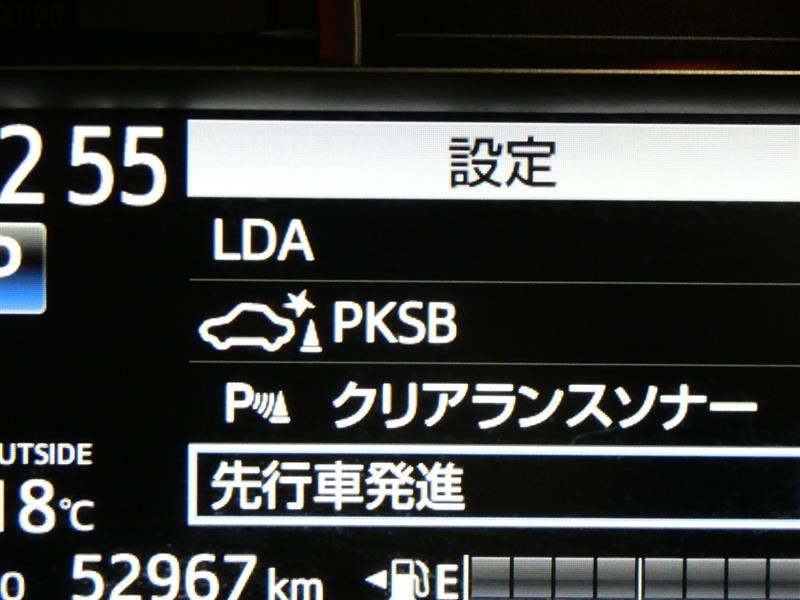 2 55
設定
LDA
PKSB
P クリアランスソナー
先行車発進
OUTSIDE
18℃
52967 km
E